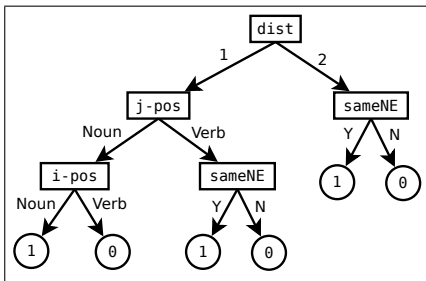 dist
1 2
j-pos sameNE
Noun Verb Y N
i-pos sameNE 1 0
Noun Verb Y N
1 0 1 0